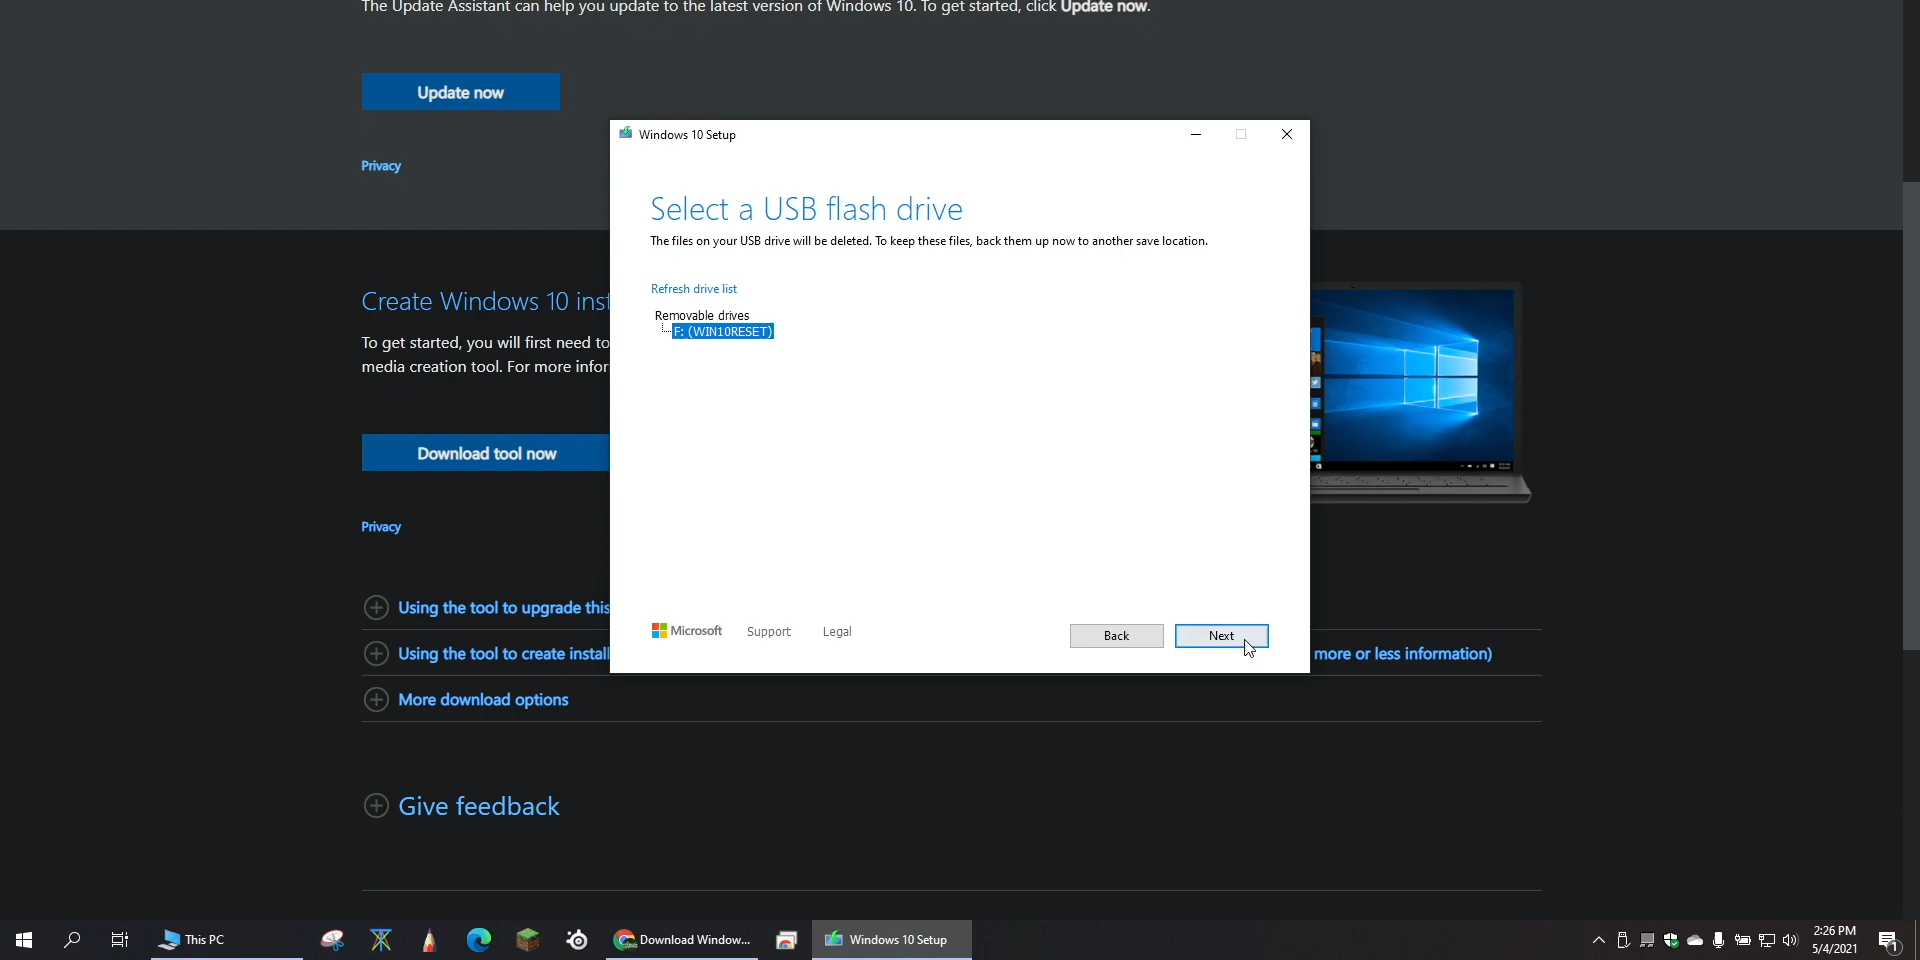 The Update Assistant can help you update to the latest version of Windows 10. To get started, click Update now.
Update now
Privacy
Windows 10 Setup
Select a USB flash drive
The files on your USB drive will be deleted. To keep these files, back them up now to another save location.
Refresh drive list
Removable drives
F: (WIN10RESET)
Microsoft
Support
Legal
Back
Next
Create Windows 10 inst
To get started, you will first need to
media creation tool. For more infor
Download tool now
Privacy
Using the tool to upgrade this
Using the tool to create install
more or less information)
More download options
Give feedback
This PC
Download Window...
Windows 10 Setup
2:26 PM
5/4/2021
1